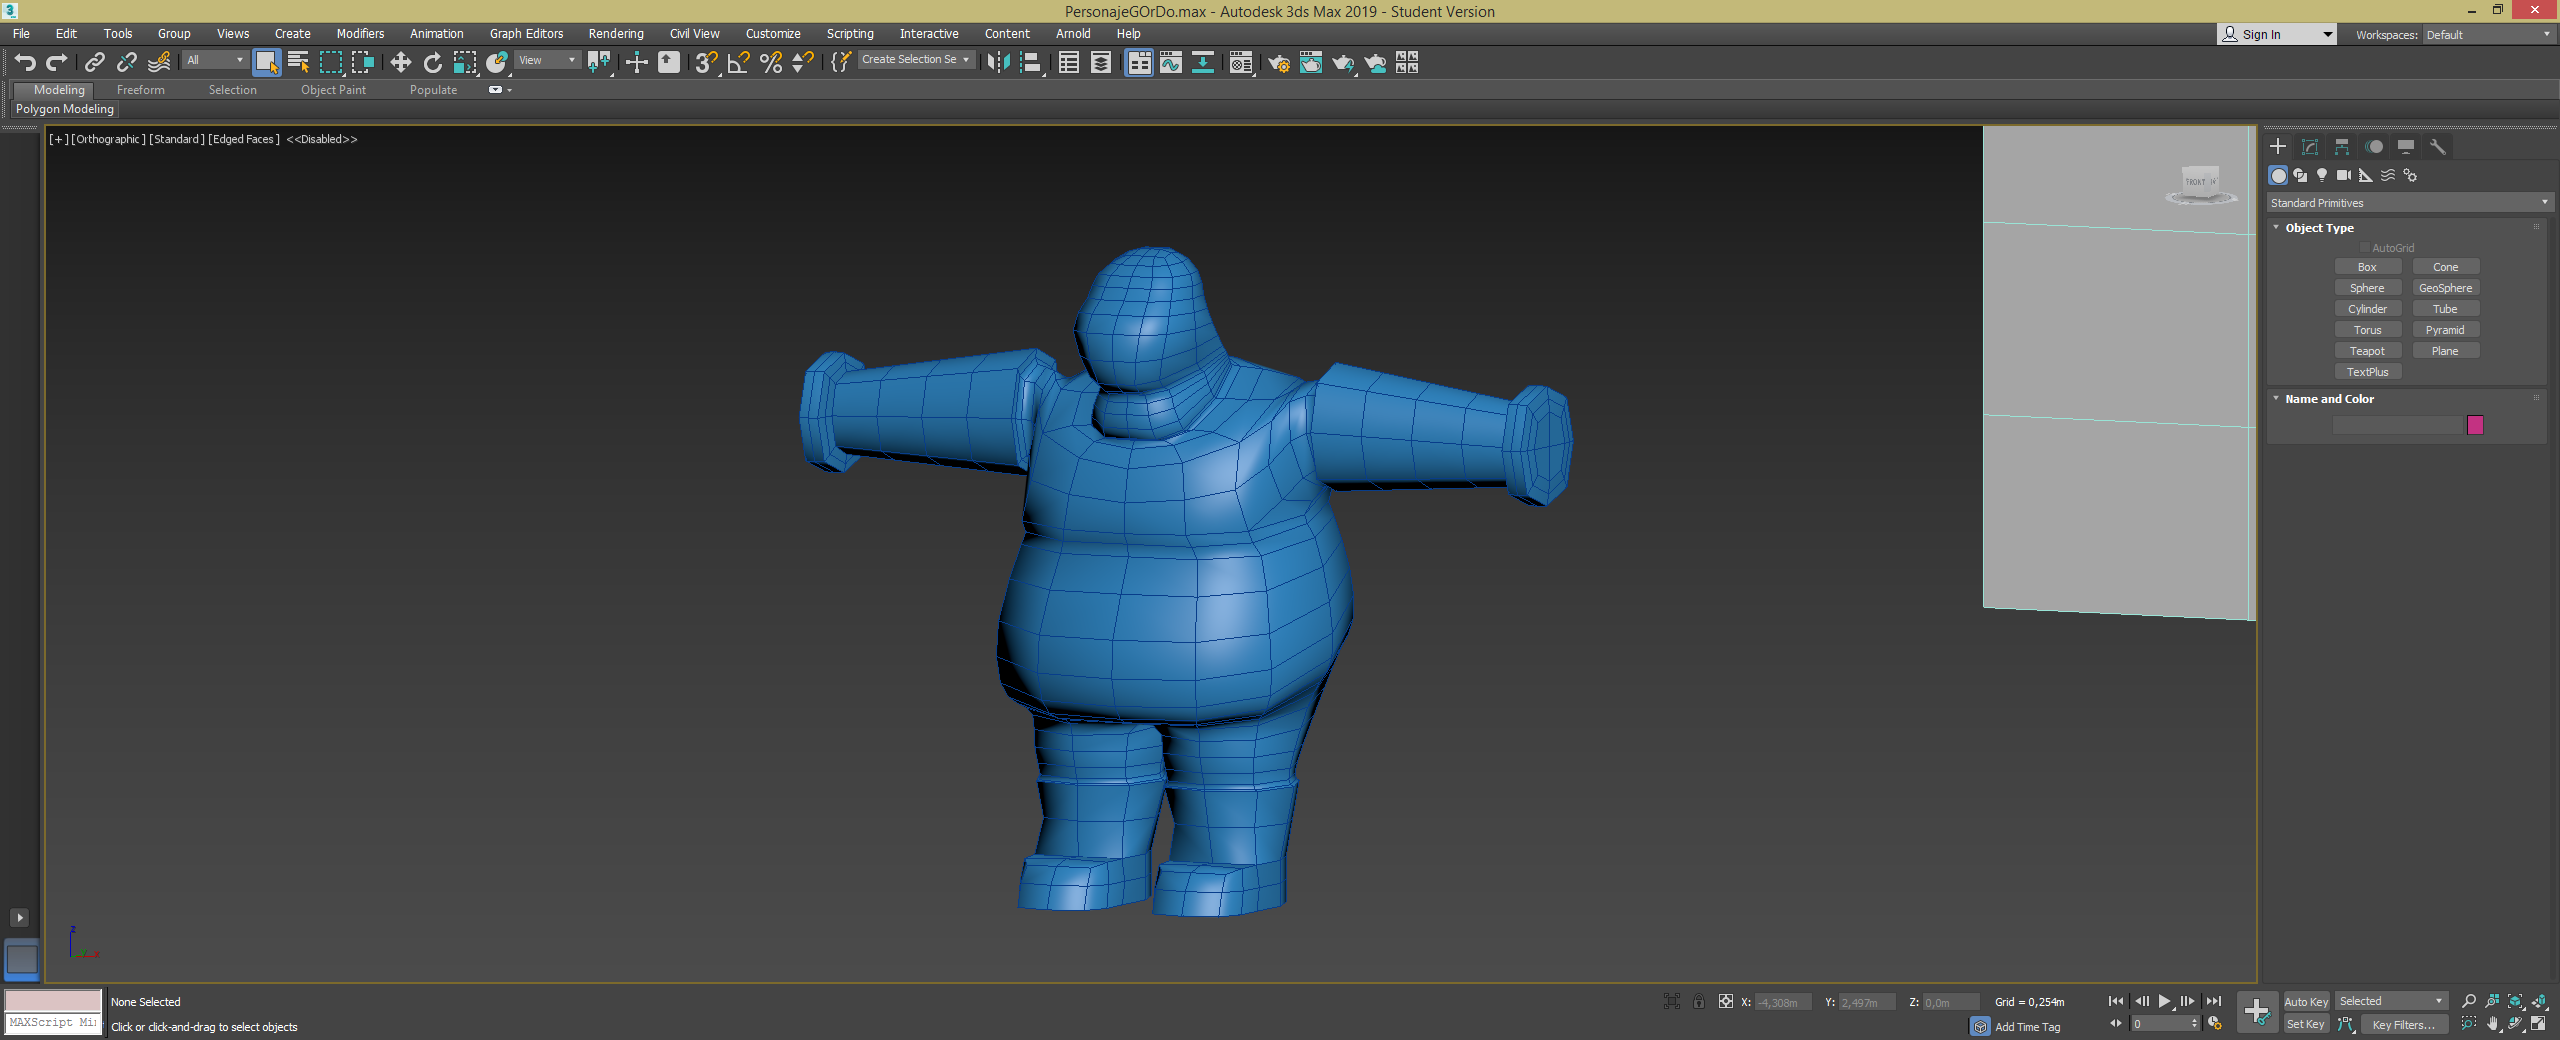 PersonajeGOrDo.max - Autodesk 3ds Max 2019 - Student Version
File Edit Tools Group Views Create Modifiers Animation Graph Editors Rendering Civil View Customize Scripting Interactive Content Arnold Help
Sign In Workspaces: Default
All View Create Selection Se
Modeling Freeform Selection Object Paint Populate
Polygon Modeling
[+] [Orthographic] [Standard] [Edged Faces] <<Disabled>>
FRONT
Standard Primitives
Object Type
AutoGrid
Box Cone
Sphere GeoSphere
Cylinder Tube
Torus Pyramid
Teapot Plane
TextPlus
Name and Color
z
x
None Selected
X: -4,308m Y: 2,497m Z: 0,0m Grid = 0,254m
Auto Key Selected
MAXScript Mi
Click or click-and-drag to select objects
Add Time Tag
0
Set Key Key Filters...